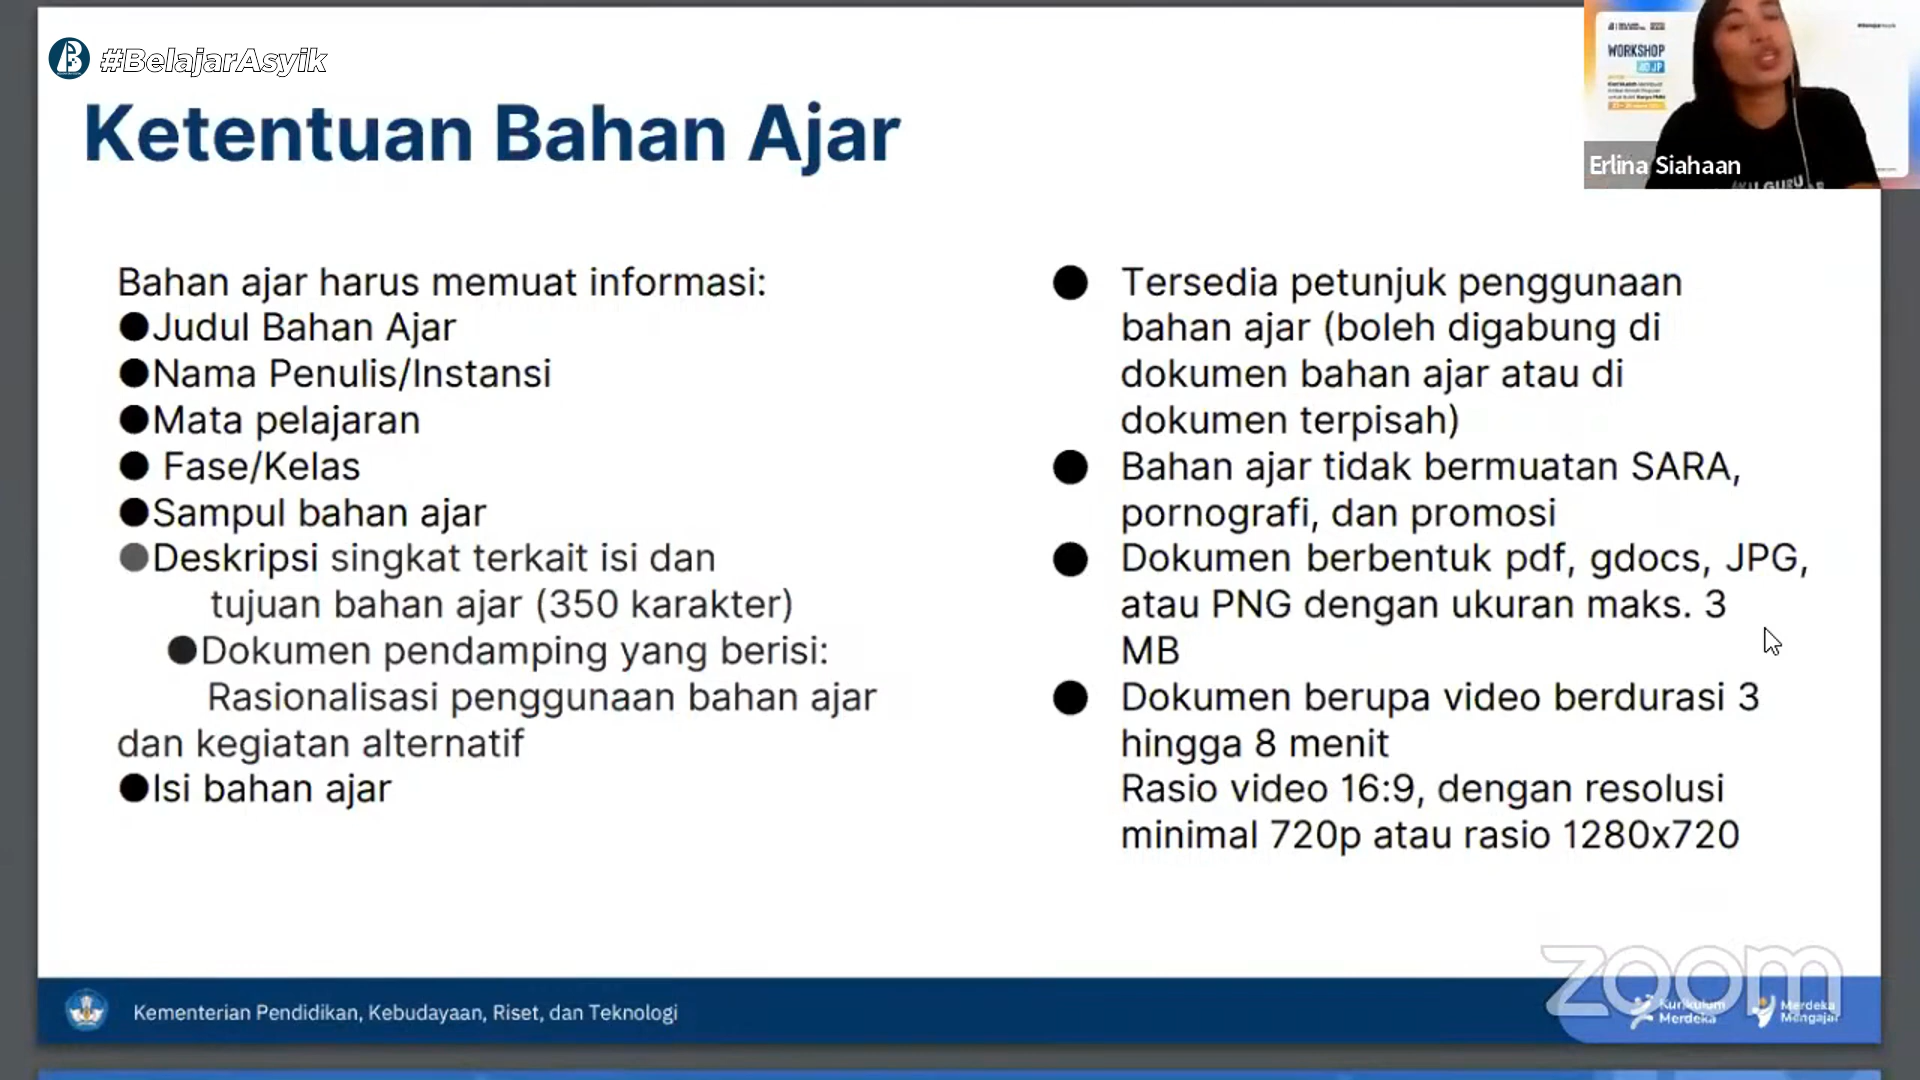 #BelajarAsyik
Ketentuan Bahan Ajar
WORKSHOP
40 JP
Erlina Siahaan
Bahan ajar harus memuat informasi:
●Judul Bahan Ajar
●Nama Penulis/Instansi
●Mata pelajaran
● Fase/Kelas
●Sampul bahan ajar
●Deskripsi singkat terkait isi dan
tujuan bahan ajar (350 karakter)
●Dokumen pendamping yang berisi:
Rasionalisasi penggunaan bahan ajar
dan kegiatan alternatif
●Isi bahan ajar
● Tersedia petunjuk penggunaan
bahan ajar (boleh digabung di
dokumen bahan ajar atau di
dokumen terpisah)
● Bahan ajar tidak bermuatan SARA,
pornografi, dan promosi
● Dokumen berbentuk pdf, gdocs, JPG,
atau PNG dengan ukuran maks. 3
MB
● Dokumen berupa video berdurasi 3
hingga 8 menit
Rasio video 16:9, dengan resolusi
minimal 720p atau rasio 1280x720
zoom
Kementerian Pendidikan, Kebudayaan, Riset, dan Teknologi
Kurikulum
Merdeka
Merdeka
Mengajar